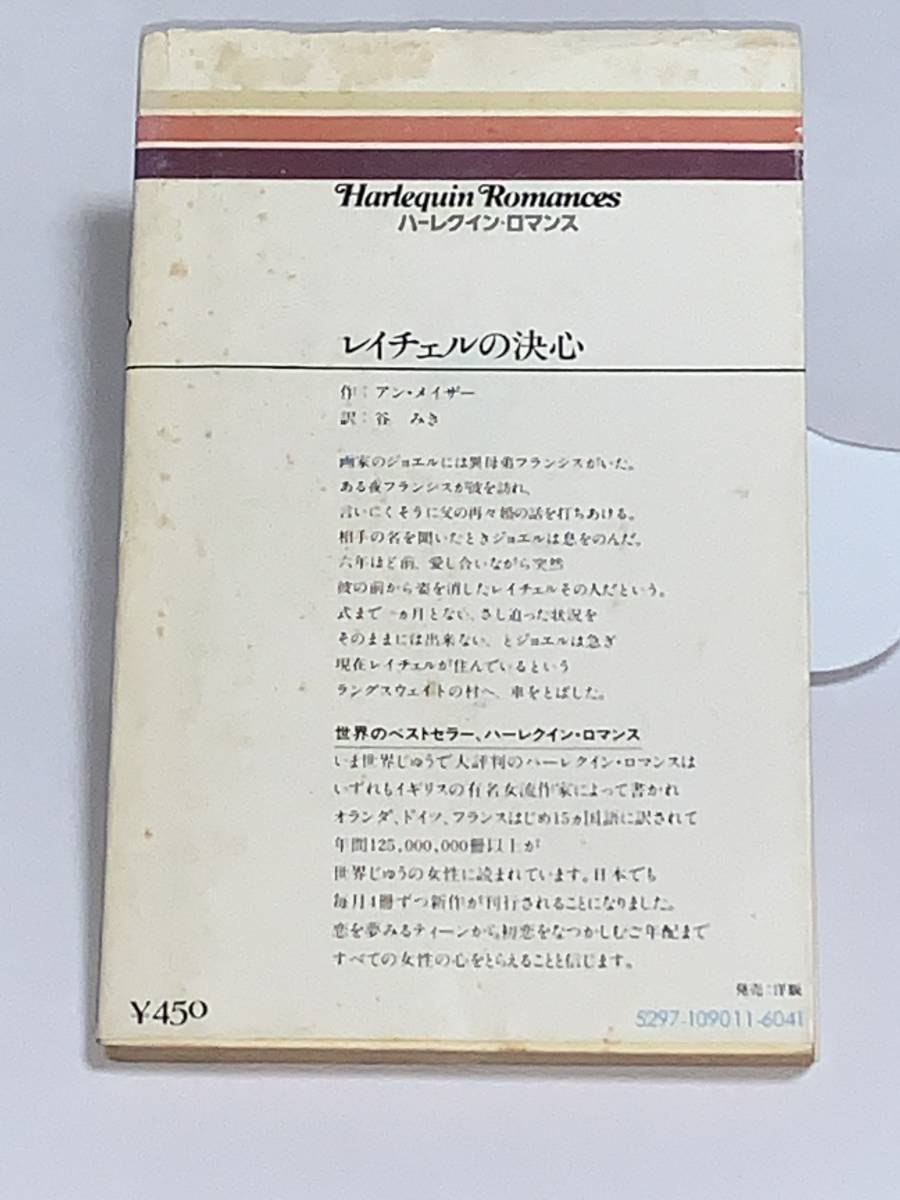 Harlequin Romances
ハーレクイン・ロマンス
レイチェルの決心
作：アン・メイザー
訳：谷 みき
画家のジョエルには異母弟フランシスがいた。
ある夜フランシスが彼を訪れ、
言い亡くそうに父の再々婚の話を打ちあける。
相手の名を聞いたときジョエルは息をのんだ。
六年ほど前、愛し合いながら突然
彼の前から姿を消したレイチェルその人だという。
式まで一ヵ月とない、さし迫った状況を
そのままには出来ない、とジョエルは急ぎ
現在レイチェルが住んでいるという
ラングスウェイトの村へ、車をとばした。
世界のベストセラー、ハーレクイン・ロマンス
いま世界じゅうで大評判のハーレクイン・ロマンスは
いずれもイギリスの有名女流作家によって書かれ
オランダ、ドイツ、フランスはじめ15ヵ国語に訳されて
年間125,000,000冊以上が
世界じゅうの女性に読まれています。日本でも
毎月4冊ずつ新作が刊行されることになりました。
恋を夢みるティーンから、初恋をなつかしむご年配まで
すべての女性の心をとらえることと信じます。
発売：洋販
¥450
5297-109011-6041